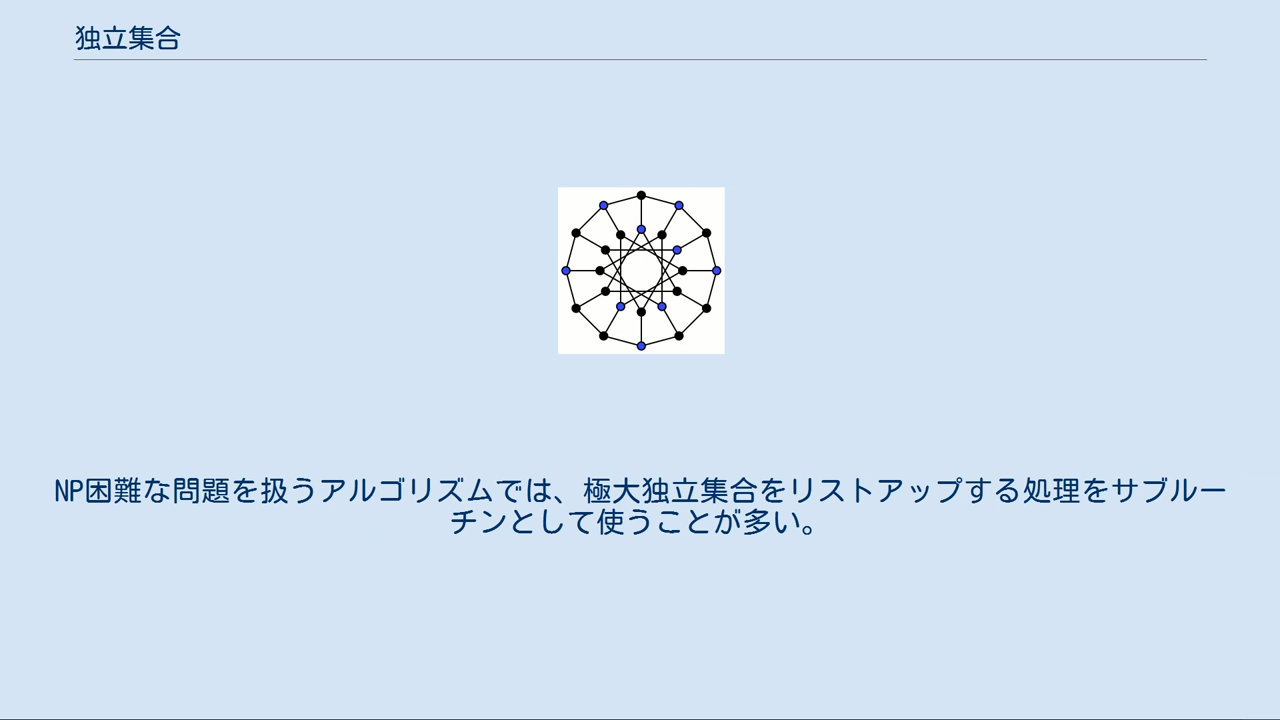 独立集合
NP困難な問題を扱うアルゴリズムでは、極大独立集合をリストアップする処理をサブルー
チンとして使うことが多い。